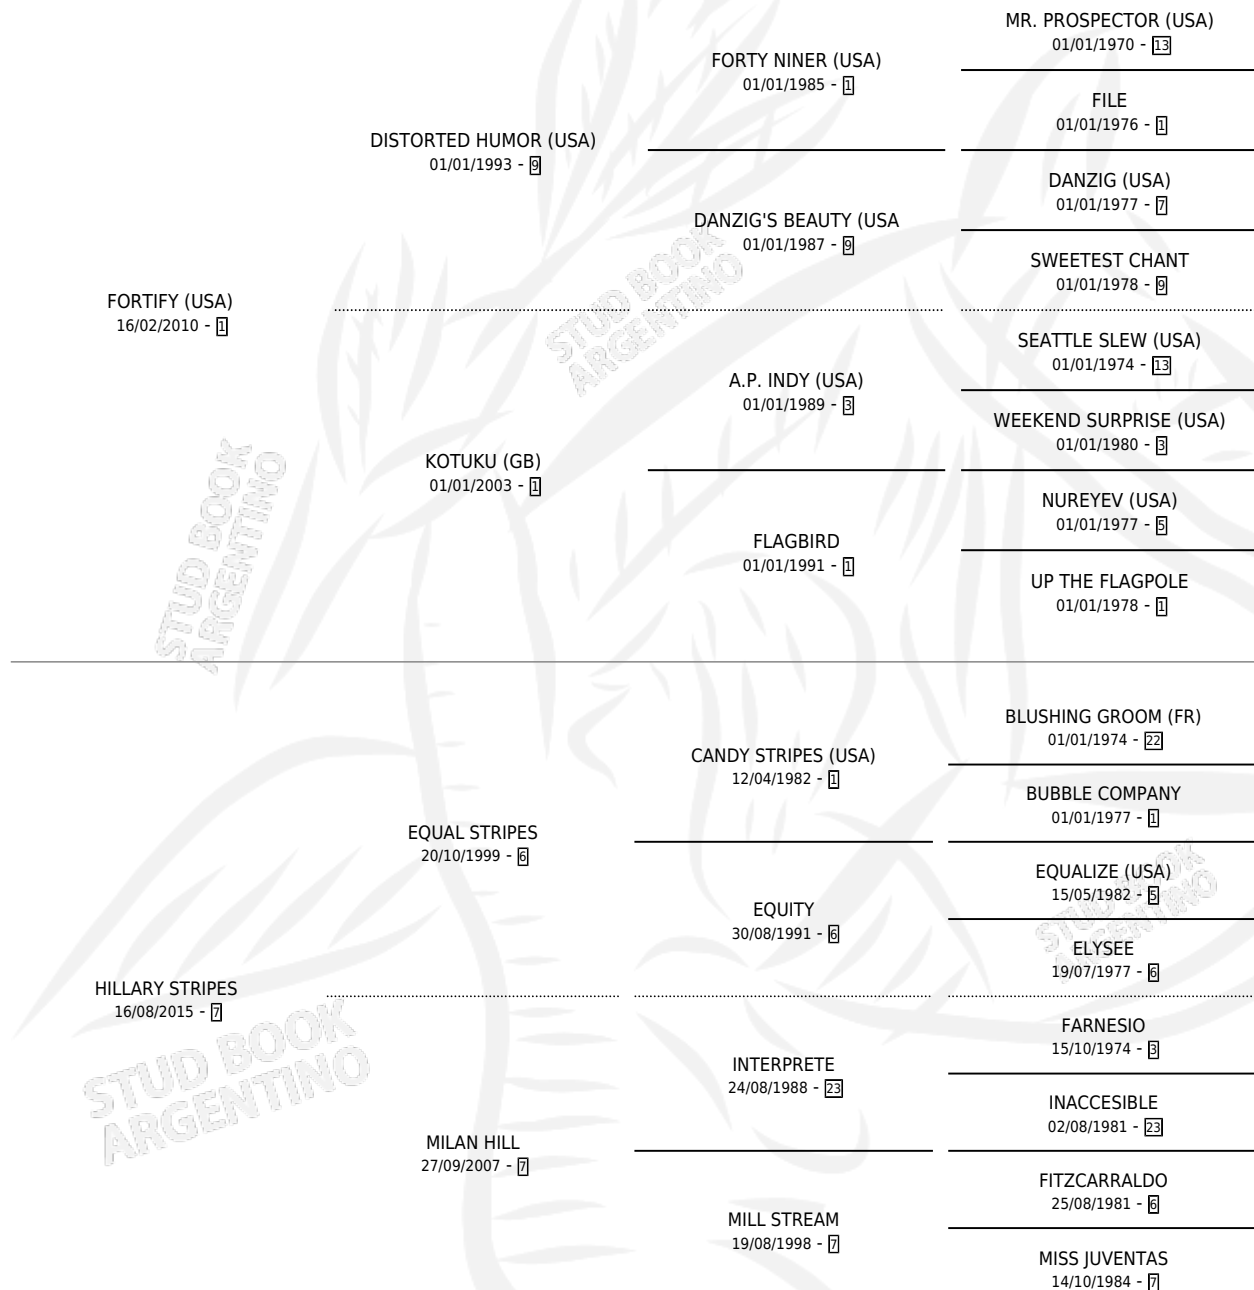 MR. PROSPECTOR (USA)
01/01/1970 - 13
FORTY NINER (USA)
01/01/1985 - 1
FILE
01/01/1976 - 1
DISTORTED HUMOR (USA)
01/01/1993 - 9
DANZIG (USA)
01/01/1977 - 7
DANZIG'S BEAUTY (USA
01/01/1987 - 9
SWEETEST CHANT
01/01/1978 - 9
FORTIFY (USA)
16/02/2010 - 1
SEATTLE SLEW (USA)
01/01/1974 - 13
A.P. INDY (USA)
01/01/1989 - 3
WEEKEND SURPRISE (USA)
01/01/1980 - 3
KOTUKU (GB)
01/01/2003 - 1
NUREYEV (USA)
01/01/1977 - 5
FLAGBIRD
01/01/1991 - 1
UP THE FLAGPOLE
01/01/1978 - 1
BLUSHING GROOM (FR)
01/01/1974 - 22
CANDY STRIPES (USA)
12/04/1982 - 1
BUBBLE COMPANY
01/01/1977 - 1
EQUAL STRIPES
20/10/1999 - 6
EQUALIZE (USA)
15/05/1982 - 5
EQUITY
30/08/1991 - 6
ELYSEE
19/07/1977 - 6
HILLARY STRIPES
16/08/2015 - 7
FARNESIO
15/10/1974 - 3
INTERPRETE
24/08/1988 - 23
INACCESIBLE
02/08/1981 - 23
MILAN HILL
27/09/2007 - 7
FITZCARRALDO
25/08/1981 - 6
MILL STREAM
19/08/1998 - 7
MISS JUVENTAS
14/10/1984 - 7
STUD BOOK
ARGENTINO
STUD BOOK
ARGENTINO
STUD BOOK
ARGENTINO
STUD BOOK
ARGENTINO